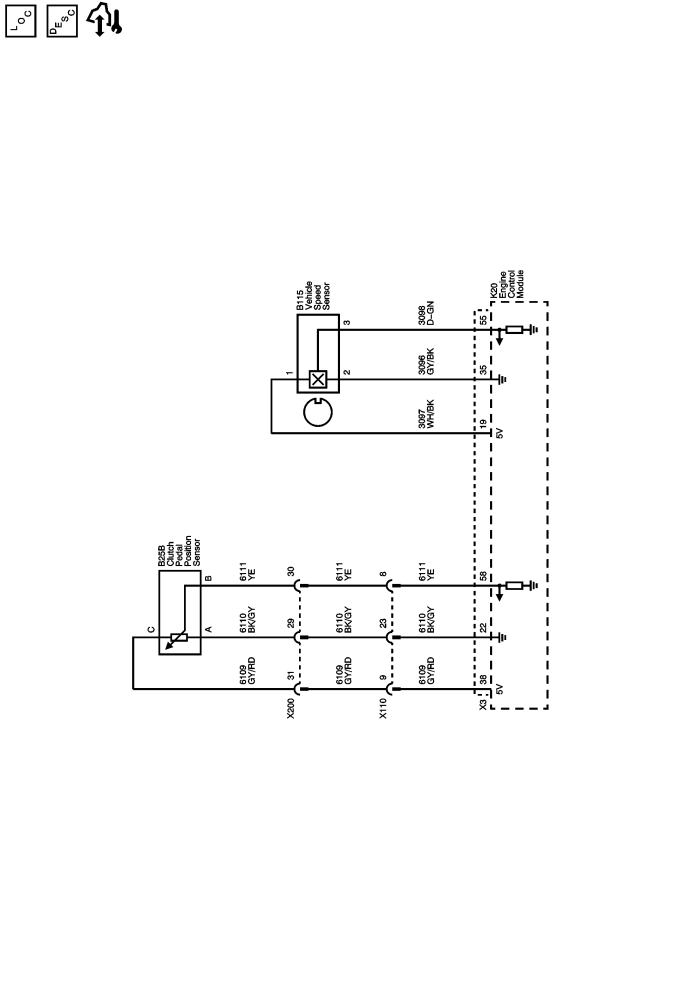 LOC
DESC
K20
Engine
Control
Module
B115
Vehicle
Speed
Sensor
3
3098
D-GN
55
1
2
3096
GY/BK
35
3097
WH/BK
19
5V
B25B
Clutch
Pedal
Position
Sensor
B
6111
YE
30
6111
YE
8
6111
YE
58
C
A
6110
BK/GY
29
6110
BK/GY
23
6110
BK/GY
22
6109
GY/RD
31
6109
GY/RD
9
6109
GY/RD
38
5V
X200
X110
X3